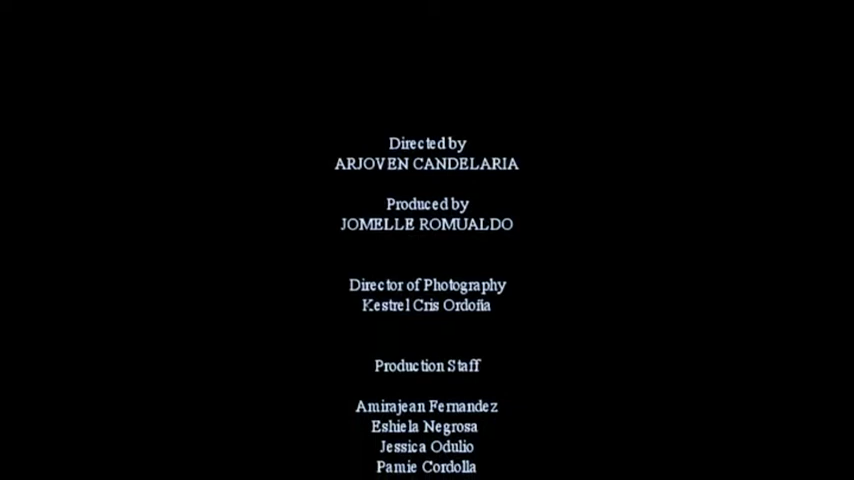 Directed by
ARJOVEN CANDELARIA
Produced by
JOMELLE ROMUALDO
Director of Photography
Kestrel Cris Ordoña
Production Staff
Amirajean Fernandez
Eshiela Negrosa
Jessica Odulio
Pamie Cordolla